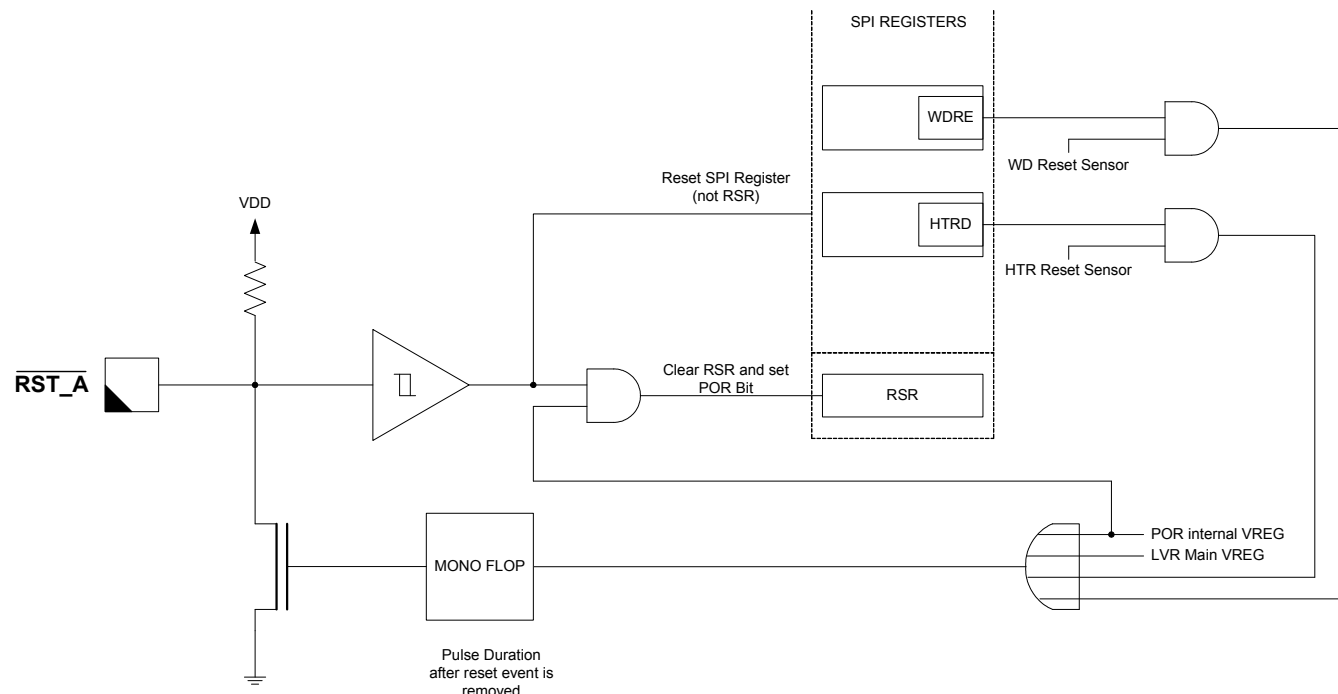 SPI REGISTERS
WDRE
WD Reset Sensor
Reset SPI Register
(not RSR)
VDD
HTRD
HTR Reset Sensor
RST_A
Clear RSR and set
POR Bit
RSR
POR internal VREG
LVR Main VREG
MONO FLOP
Pulse Duration
after reset event is
removed